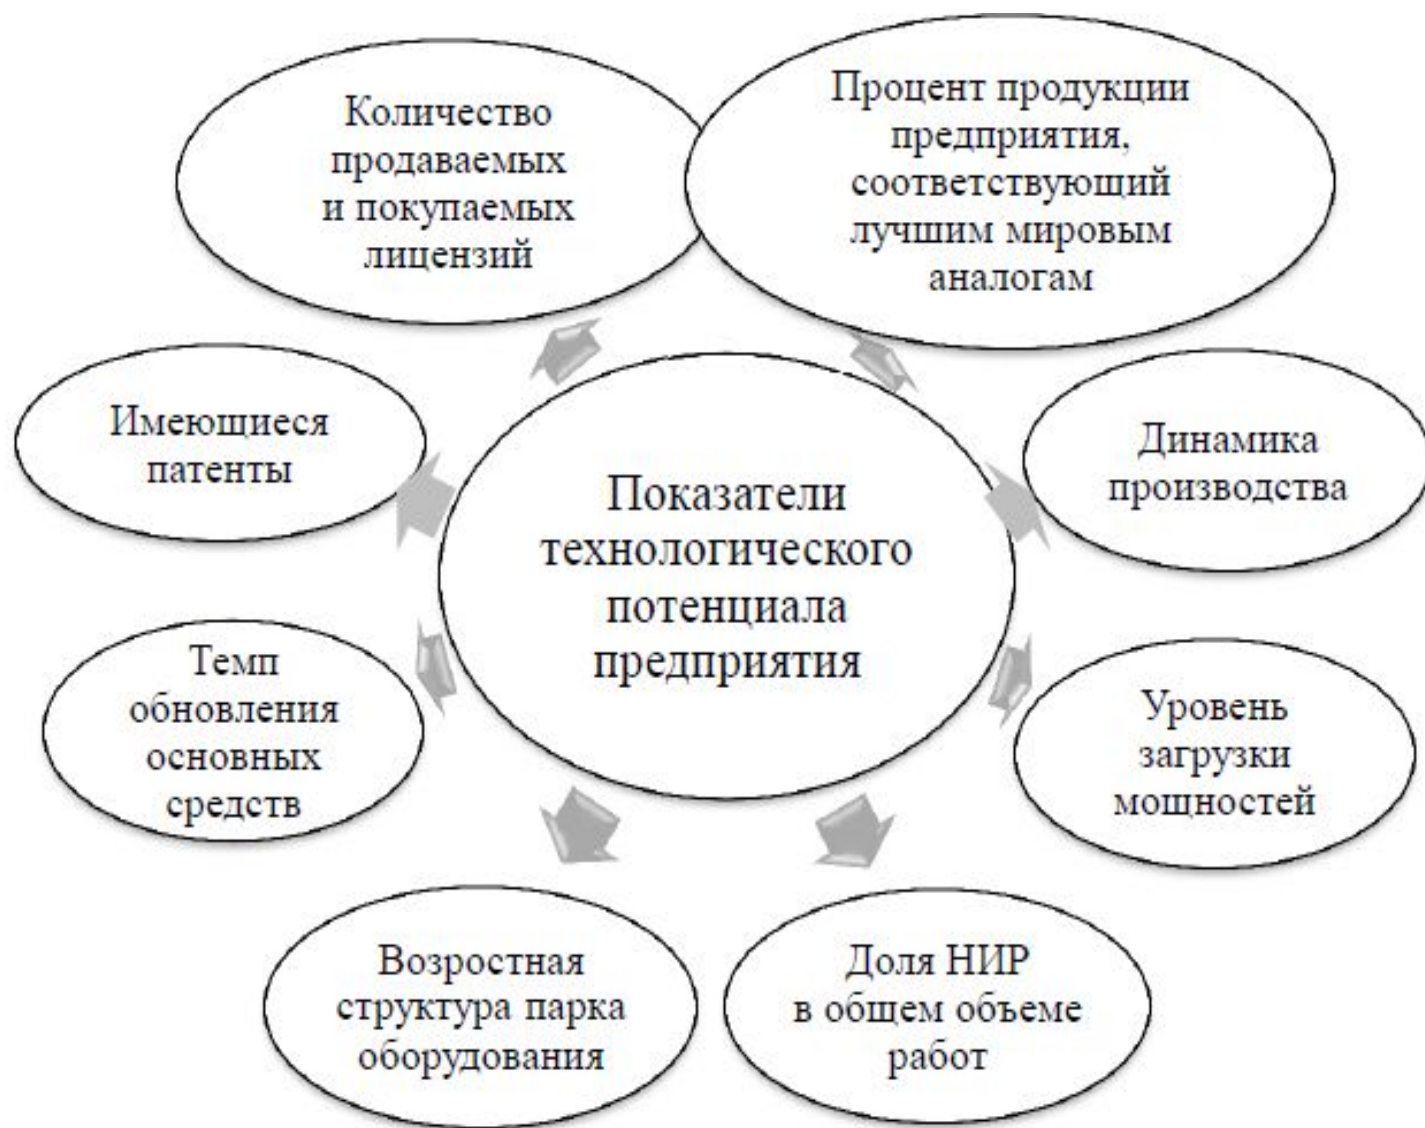 Количество
продаваемых
и покупаемых
лицензий
Процент продукции
предприятия,
соответствующий
лучшим мировым
аналогам
Имеющиеся
патенты
Показатели
технологического
потенциала
предприятия
Динамика
производства
Темп
обновления
основных
средств
Уровень
загрузки
мощностей
Возростная
структура парка
оборудования
Доля НИР
в общем объеме
работ